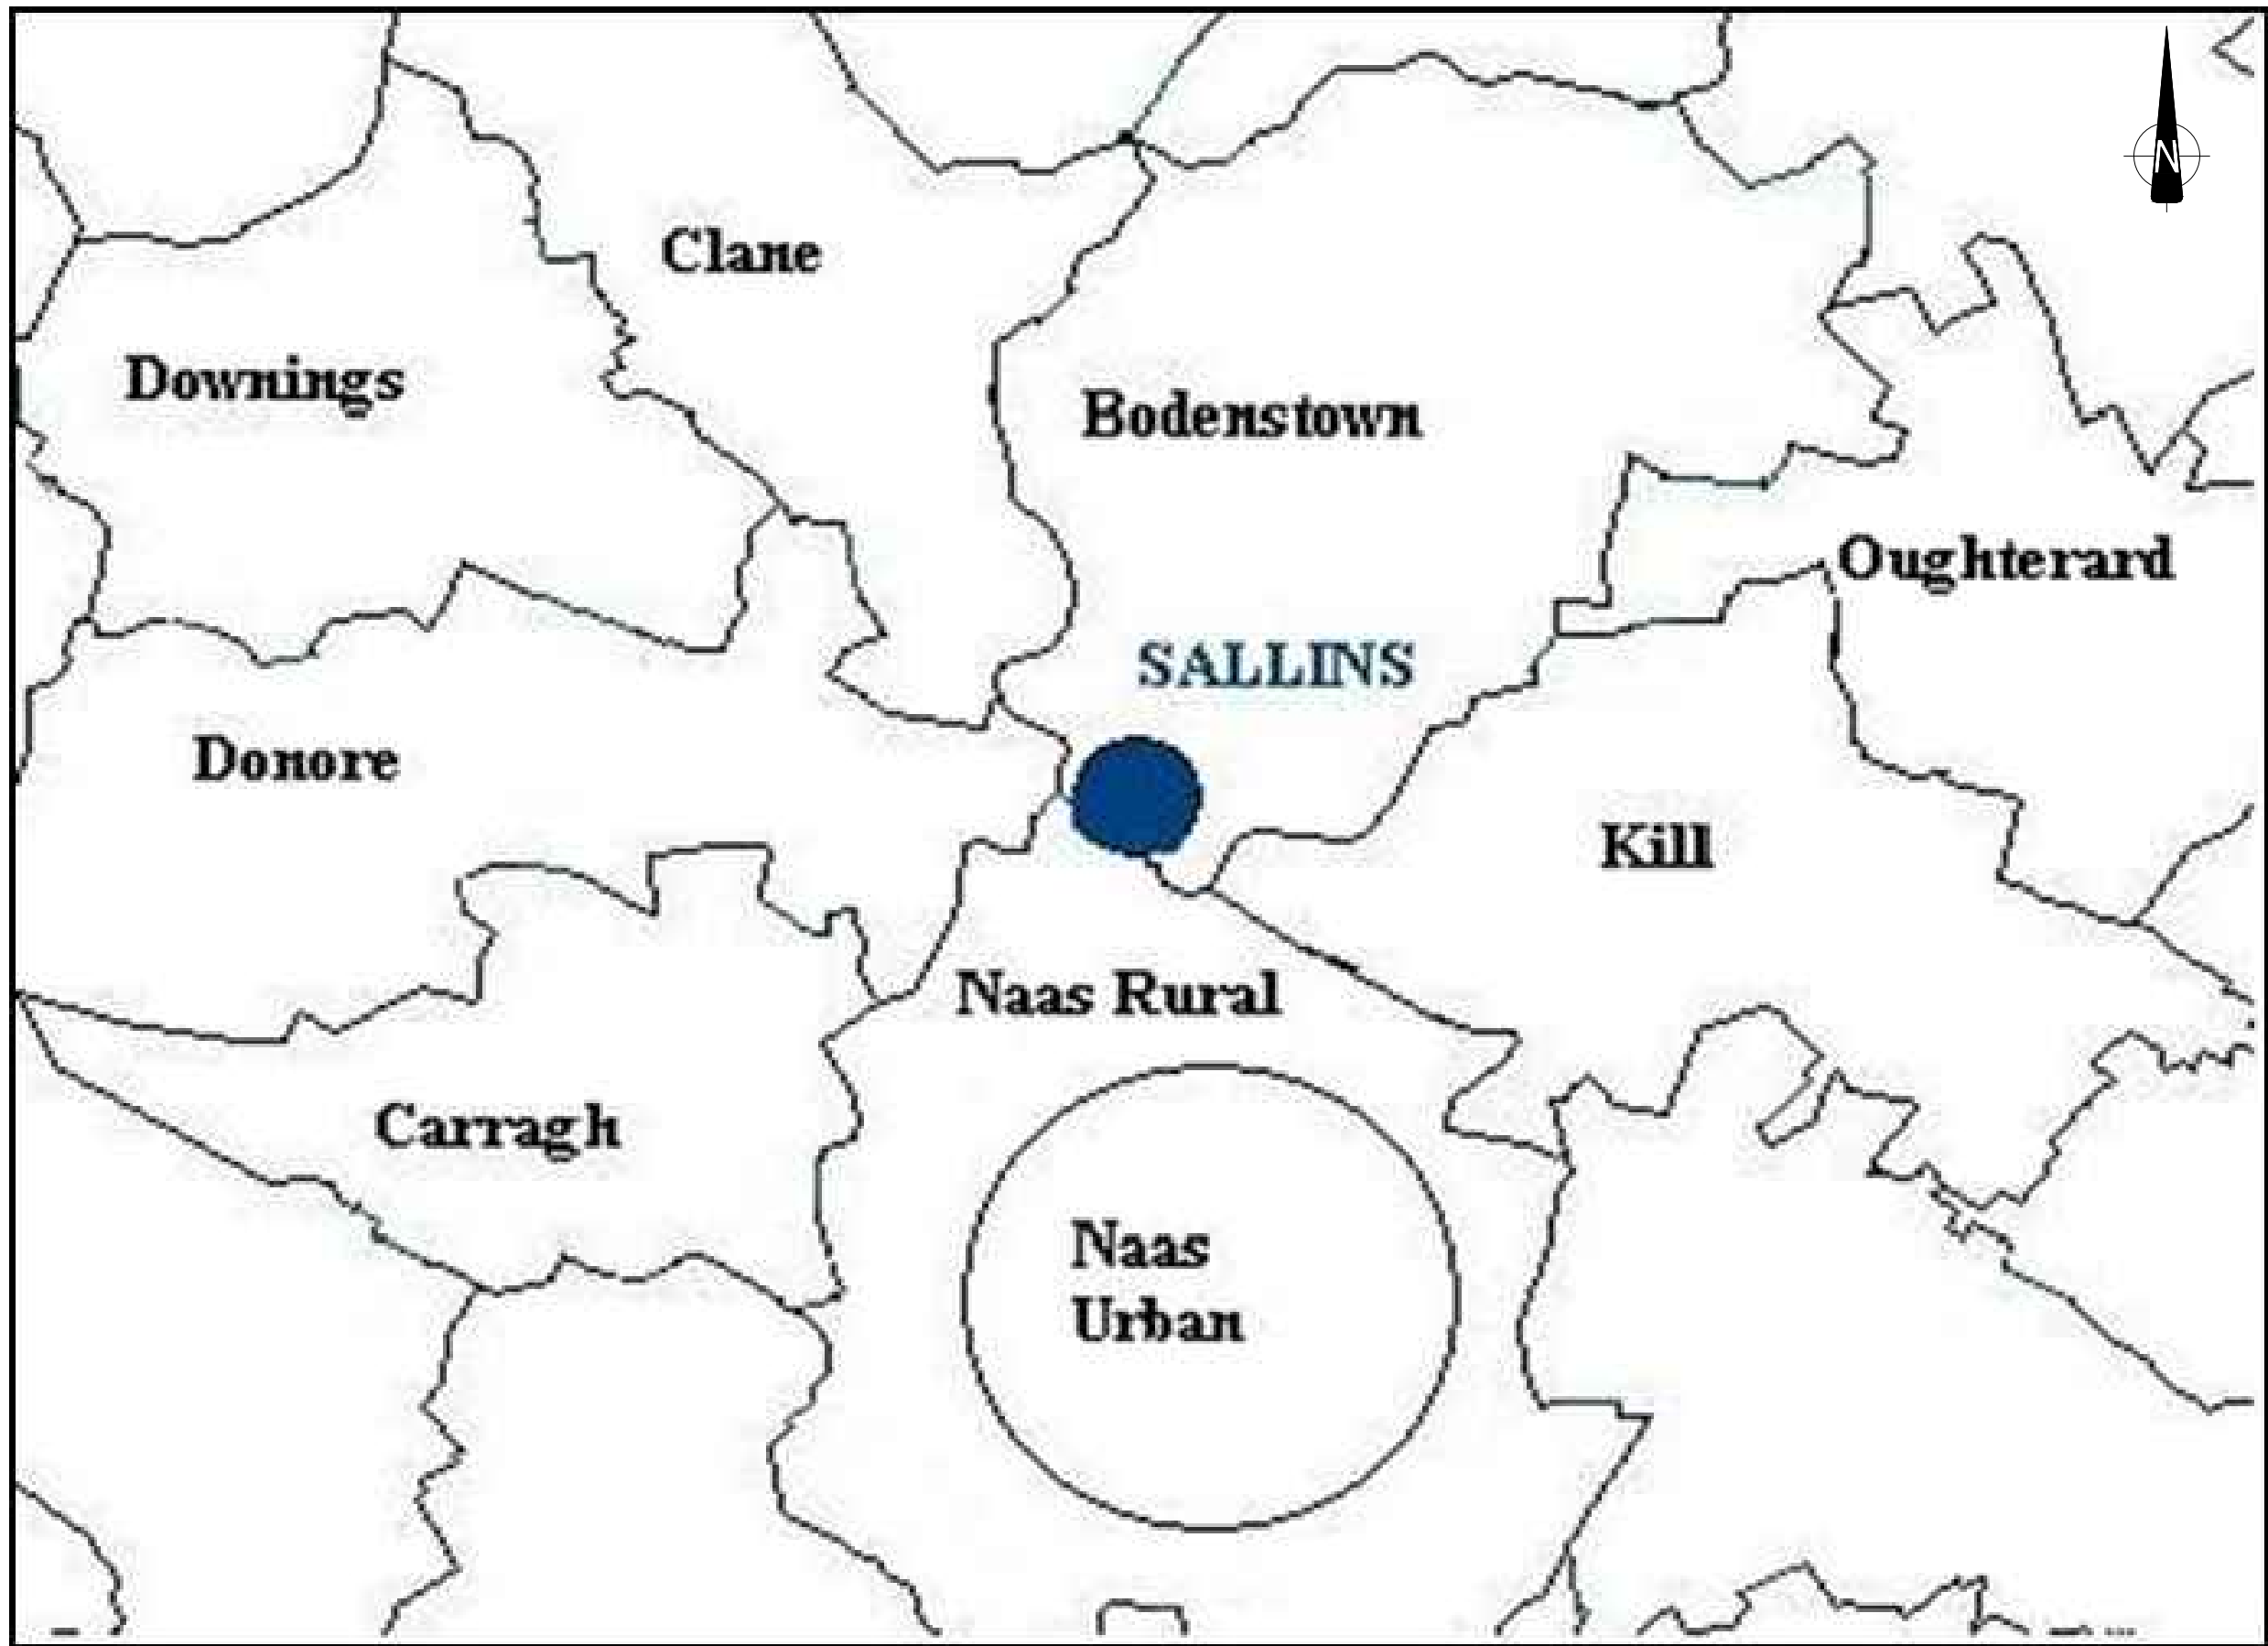 N
Clane
Downings
Bodenstown
Oughterard
SALLINS
Donore
Kill
Naas Rural
Carragh
Naas
Urban